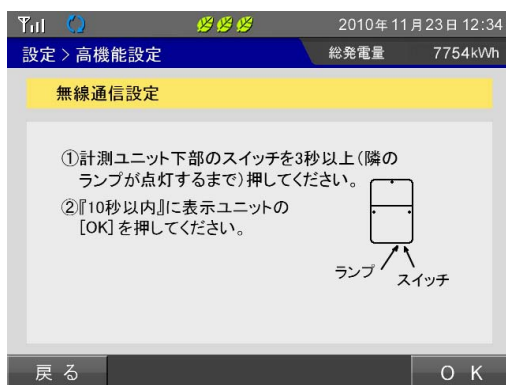 2010年11月23日 12:34
設定 > 高機能設定
総発電量 7754kWh
無線通信設定
①計測ユニット下部のスイッチを3秒以上(隣の
ランプが点灯するまで)押してください。
②『10秒以内』に表示ユニットの
[OK]を押してください。
ランプ
スイッチ
戻る
OK